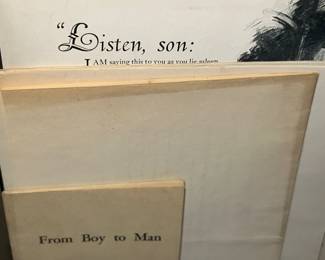 "Listen, son:
I AM saying this to you as you lie asleep
From Boy to Man